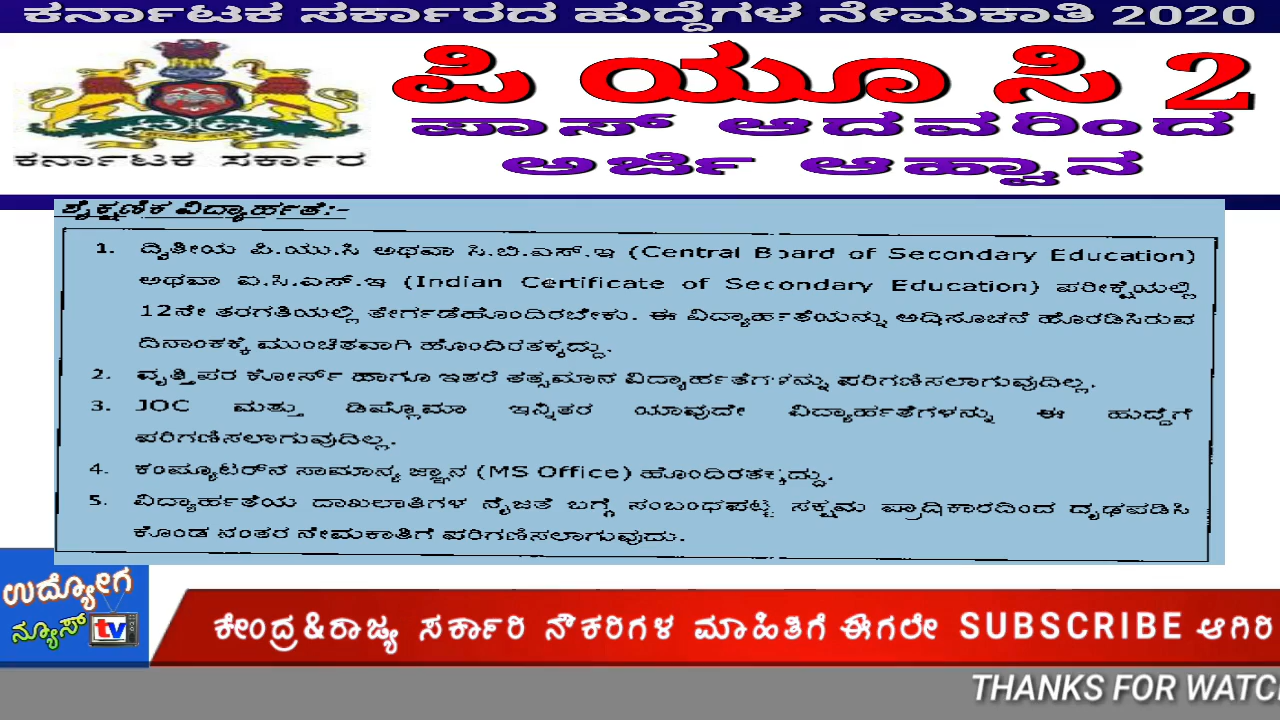 ಕರ್ನಾಟಕ ಸರ್ಕಾರದ ಹುದ್ದೆಗಳ ನೇಮಕಾತಿ 2020
ಪಿ ಯೂ ಸಿ 2
ಪಾಸ್ ಆದವರಿಂದ
ಅರ್ಜಿ ಆಹ್ವಾನ
ಕರ್ನಾಟಕ ಸರ್ಕಾರ
ಶೈಕ್ಷಣಿಕ ವಿದ್ಯಾರ್ಹತೆ:-
1. ದ್ವಿತೀಯ ಪಿ.ಯು.ಸಿ ಅಥವಾ ಸಿ.ಬಿ.ಎಸ್.ಇ (Central Board of Secondary Education)
ಅಥವಾ ಐ.ಸಿ.ಎಸ್.ಇ (Indian Certificate of Secondary Education) ಪರೀಕ್ಷೆಯಲ್ಲಿ
12ನೇ ತರಗತಿಯಲ್ಲಿ ತೇರ್ಗಡೆಹೊಂದಿರಬೇಕು. ಈ ವಿದ್ಯಾರ್ಹತೆಯನ್ನು ಅಧಿಸೂಚನೆ ಹೊರಡಿಸಿರುವ
ದಿನಾಂಕಕ್ಕೆ ಮುಂಚಿತವಾಗಿ ಹೊಂದಿರತಕ್ಕದ್ದು.
2. ವೃತ್ತಿಪರ ಕೋರ್ಸ್ ಹಾಗೂ ಇತರೆ ತತ್ಸಮಾನ ವಿದ್ಯಾರ್ಹತೆಗಳನ್ನು ಪರಿಗಣಿಸಲಾಗುವುದಿಲ್ಲ.
3. JOC ಮತ್ತು ಡಿಪ್ಲೊಮಾ ಇನ್ನಿತರ ಯಾವುದೇ ವಿದ್ಯಾರ್ಹತೆಗಳನ್ನು ಈ ಹುದ್ದೆಗೆ
ಪರಿಗಣಿಸಲಾಗುವುದಿಲ್ಲ.
4. ಕಂಪ್ಯೂಟರ್‌ನ ಸಾಮಾನ್ಯ ಜ್ಞಾನ (MS Office) ಹೊಂದಿರತಕ್ಕದ್ದು.
5. ವಿದ್ಯಾರ್ಹತೆಯ ದಾಖಲಾತಿಗಳ ನೈಜತೆ ಬಗ್ಗೆ ಸಂಬಂಧಪಟ್ಟ ಸಕ್ಷಮ ಪ್ರಾಧಿಕಾರದಿಂದ ದೃಢಪಡಿಸಿ
ಕೊಂಡ ನಂತರ ನೇಮಕಾತಿಗೆ ಪರಿಗಣಿಸಲಾಗುವುದು.
ಉದ್ಯೋಗ
ನ್ಯೂಸ್ tv
ಕೇಂದ್ರ&ರಾಜ್ಯ ಸರ್ಕಾರಿ ನೌಕರಿಗಳ ಮಾಹಿತಿಗೆ ಈಗಲೇ SUBSCRIBE ಆಗಿರಿ
THANKS FOR WATCH